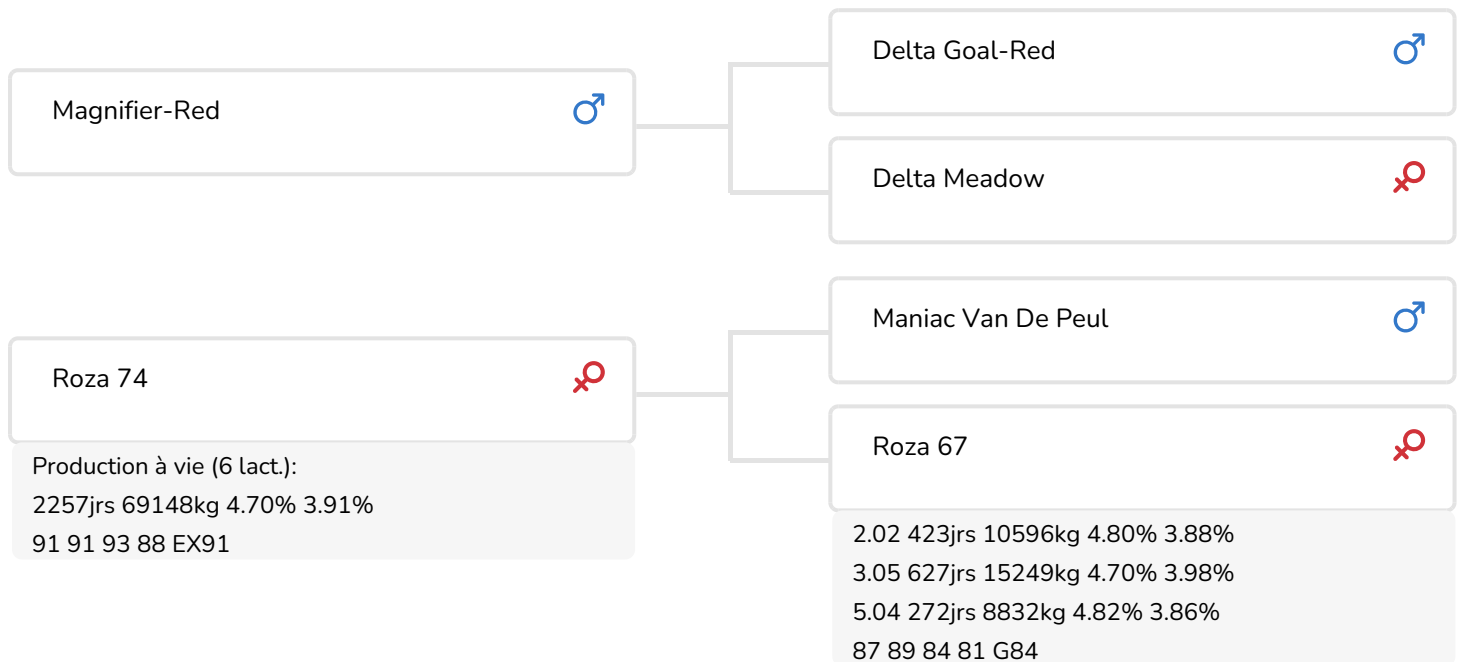 Delta Goal-Red
Magnifier-Red
Delta Meadow
Maniac Van De Peul
Roza 74
Roza 67
Production à vie (6 lact.):
2257jrs 69148kg 4.70% 3.91%
91 91 93 88 EX91
2.02 423jrs 10596kg 4.80% 3.88%
3.05 627jrs 15249kg 4.70% 3.98%
5.04 272jrs 8832kg 4.82% 3.86%
87 89 84 81 G84